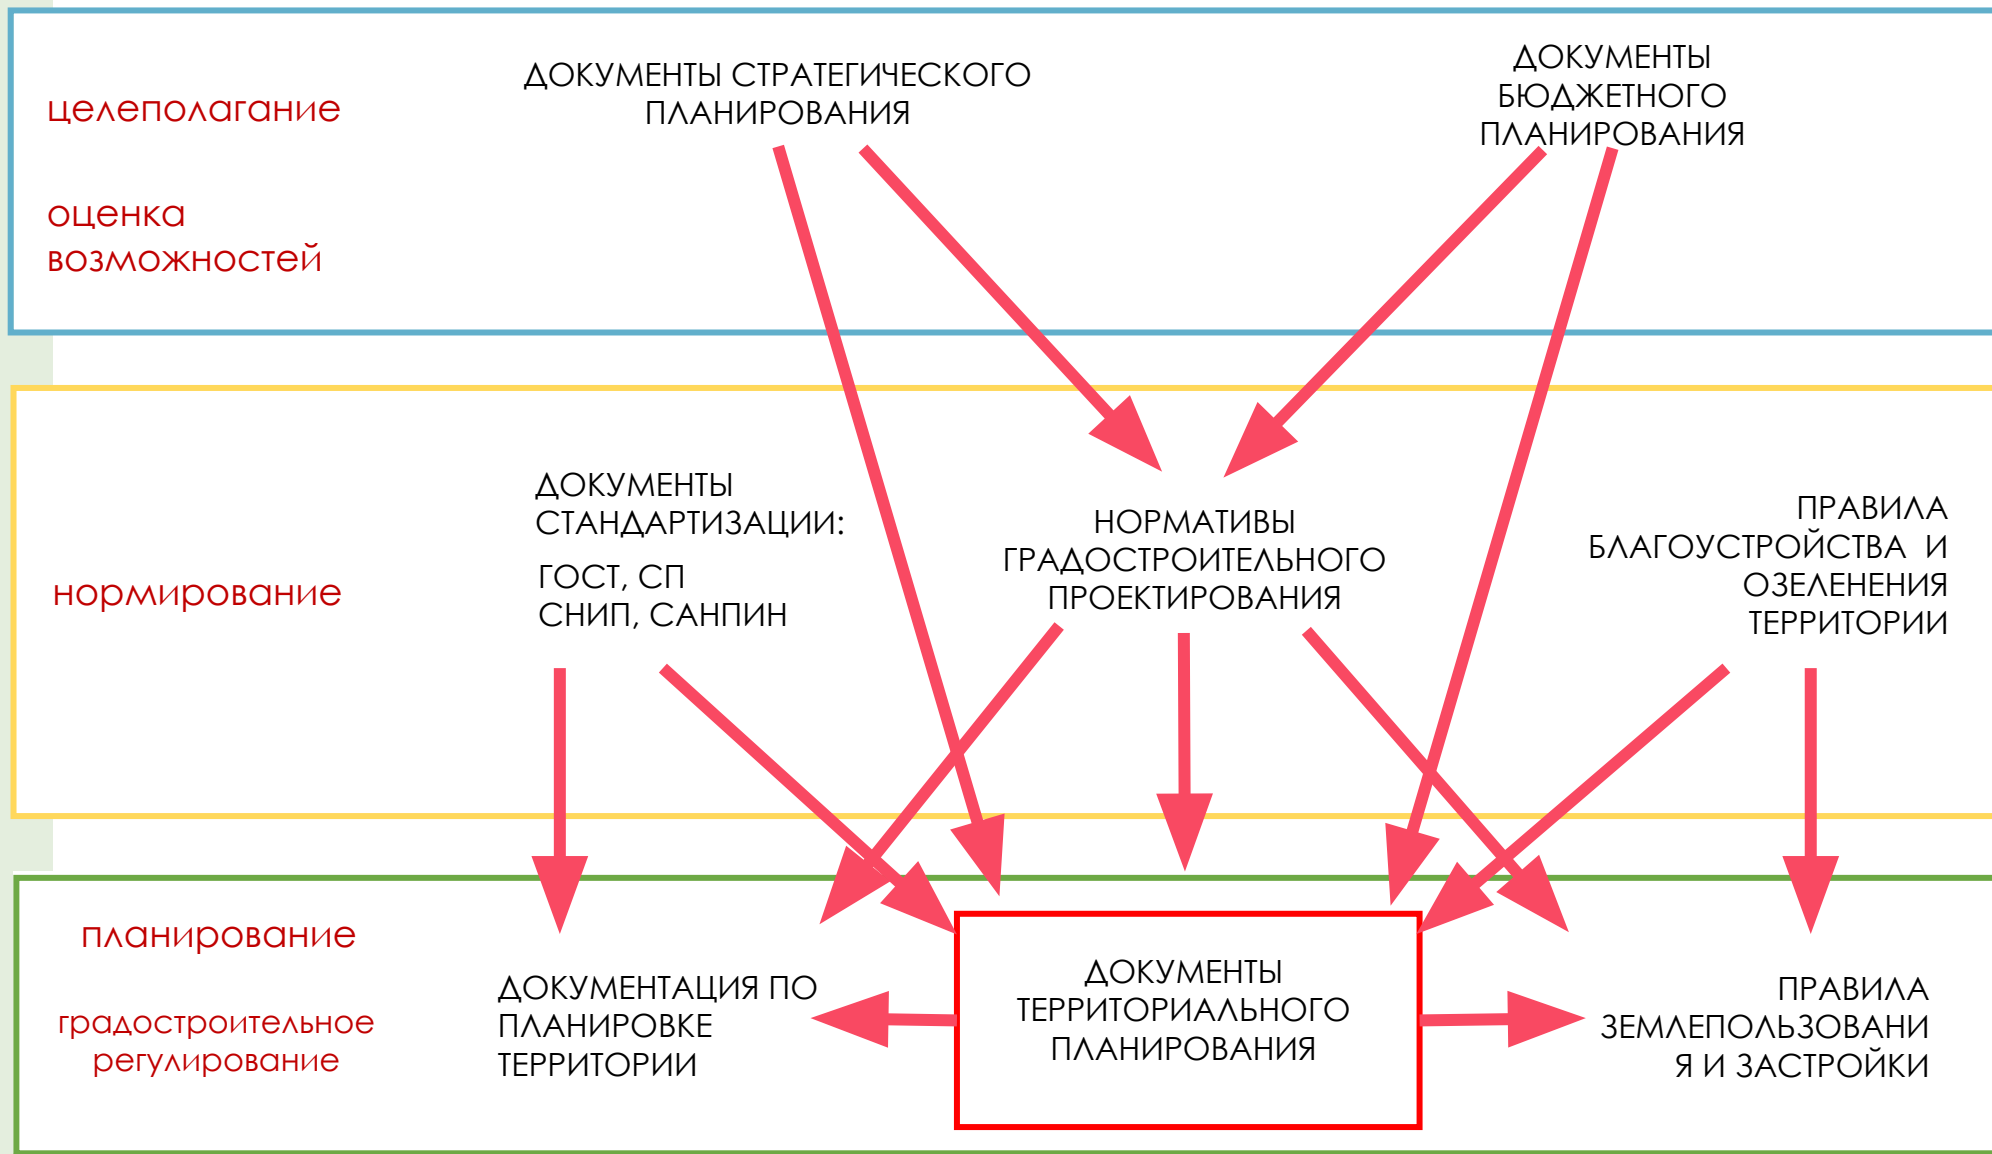 целеполагание
оценка
возможностей
ДОКУМЕНТЫ СТРАТЕГИЧЕСКОГО
ПЛАНИРОВАНИЯ
ДОКУМЕНТЫ
БЮДЖЕТНОГО
ПЛАНИРОВАНИЯ
нормирование
ДОКУМЕНТЫ
СТАНДАРТИЗАЦИИ:
ГОСТ, СП
СНИП, САНПИН
НОРМАТИВЫ
ГРАДОСТРОИТЕЛЬНОГО
ПРОЕКТИРОВАНИЯ
ПРАВИЛА
БЛАГОУСТРОЙСТВА И
ОЗЕЛЕНЕНИЯ
ТЕРРИТОРИИ
планирование
градостроительное
регулирование
ДОКУМЕНТАЦИЯ ПО
ПЛАНИРОВКЕ
ТЕРРИТОРИИ
ДОКУМЕНТЫ
ТЕРРИТОРИАЛЬНОГО
ПЛАНИРОВАНИЯ
ПРАВИЛА
ЗЕМЛЕПОЛЬЗОВАНИ
Я И ЗАСТРОЙКИ